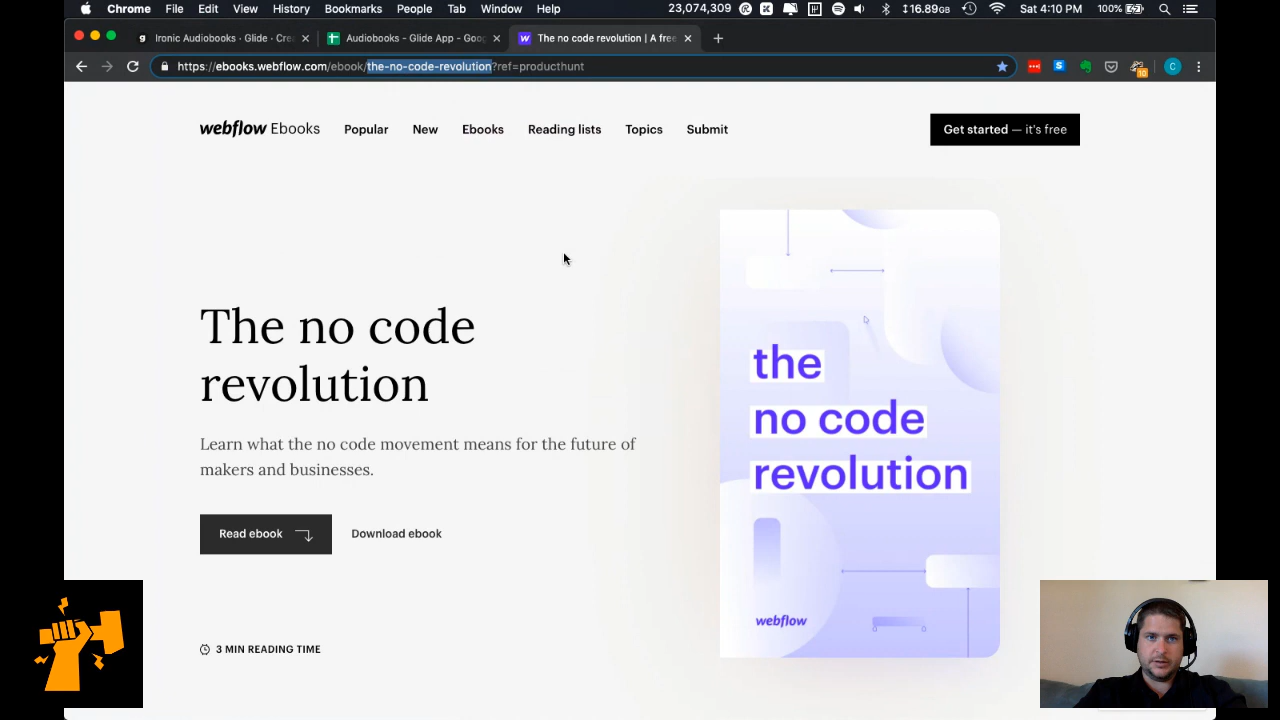 Chrome File Edit View History Bookmarks People Tab Window Help 23,074,309 16.89GB Sat 4:10 PM 100%
Ironic Audiobooks · Glide · Cre
Audiobooks - Glide App - Goog
The no code revolution | A free
https://ebooks.webflow.com/ebook/the-no-code-revolution?ref=producthunt
10
C
webflow Ebooks Popular New Ebooks Reading lists Topics Submit Get started — it's free
The no code
revolution
Learn what the no code movement means for the future of
makers and businesses.
Read ebook Download ebook
3 MIN READING TIME
the
no code
revolution
webflow